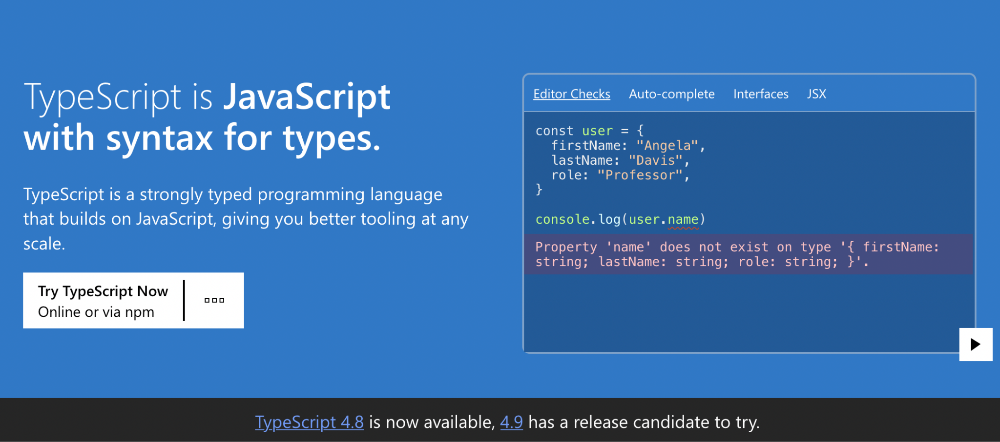 TypeScript is JavaScript
with syntax for types.
TypeScript is a strongly typed programming language
that builds on JavaScript, giving you better tooling at any
scale.
Try TypeScript Now
Online or via npm
Editor Checks Auto-complete Interfaces JSX
const user = {
  firstName: "Angela",
  lastName: "Davis",
  role: "Professor",
}
console.log(user.name)
Property 'name' does not exist on type '{ firstName:
string; lastName: string; role: string; }'.
TypeScript 4.8 is now available, 4.9 has a release candidate to try.